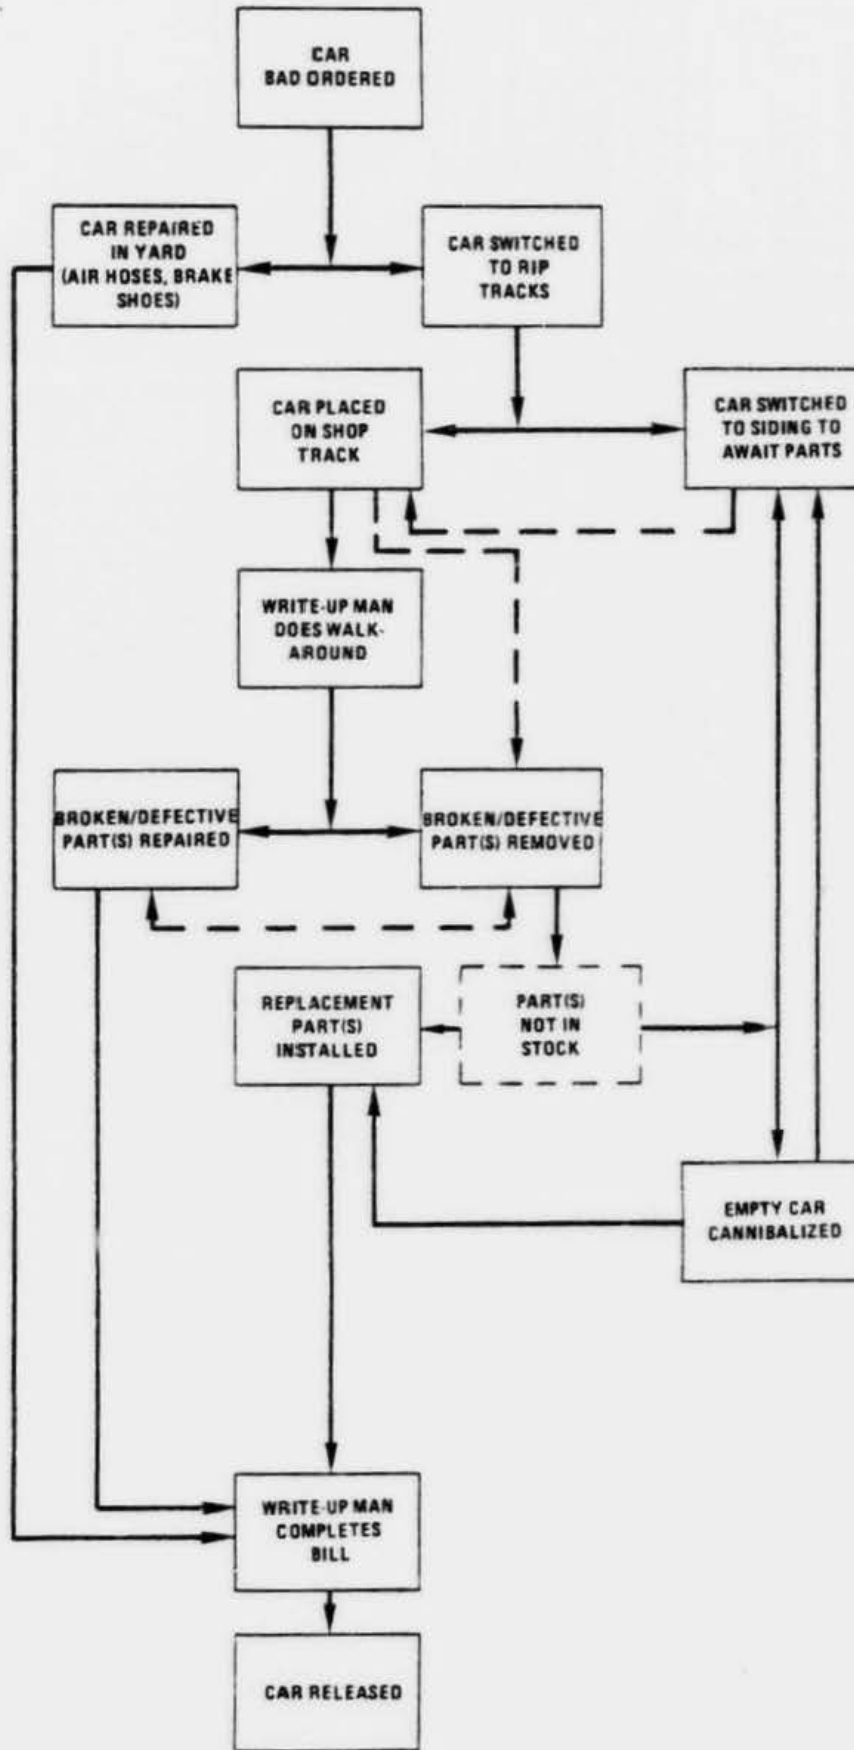 CAR
BAD ORDERED
CAR REPAIRED
IN YARD
(AIR HOSES, BRAKE
SHOES)
CAR SWITCHED
TO RIP
TRACKS
CAR PLACED
ON SHOP
TRACK
CAR SWITCHED
TO SIDING TO
AWAIT PARTS
WRITE-UP MAN
DOES WALK-
AROUND
BROKEN/DEFECTIVE
PART(S) REPAIRED
BROKEN/DEFECTIVE
PART(S) REMOVED
REPLACEMENT
PART(S)
INSTALLED
PART(S)
NOT IN
STOCK
EMPTY CAR
CANNIBALIZED
WRITE-UP MAN
COMPLETES
BILL
CAR RELEASED